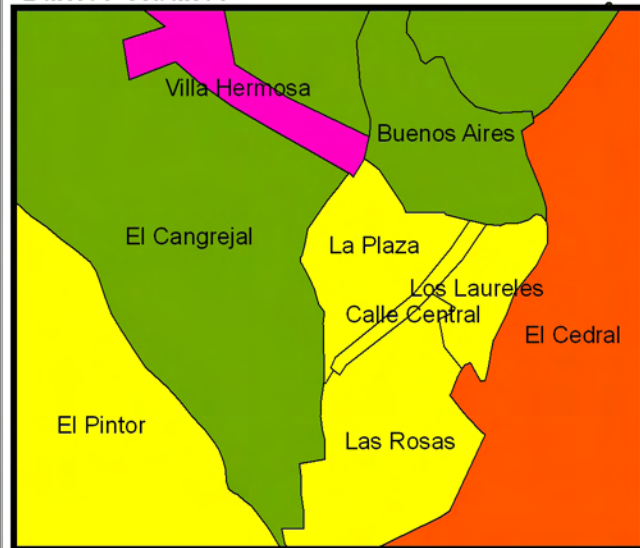 Villa Hermosa
Buenos Aires
El Cangrejal
La Plaza
Los Laureles
Calle Central
El Cedral
El Pintor
Las Rosas